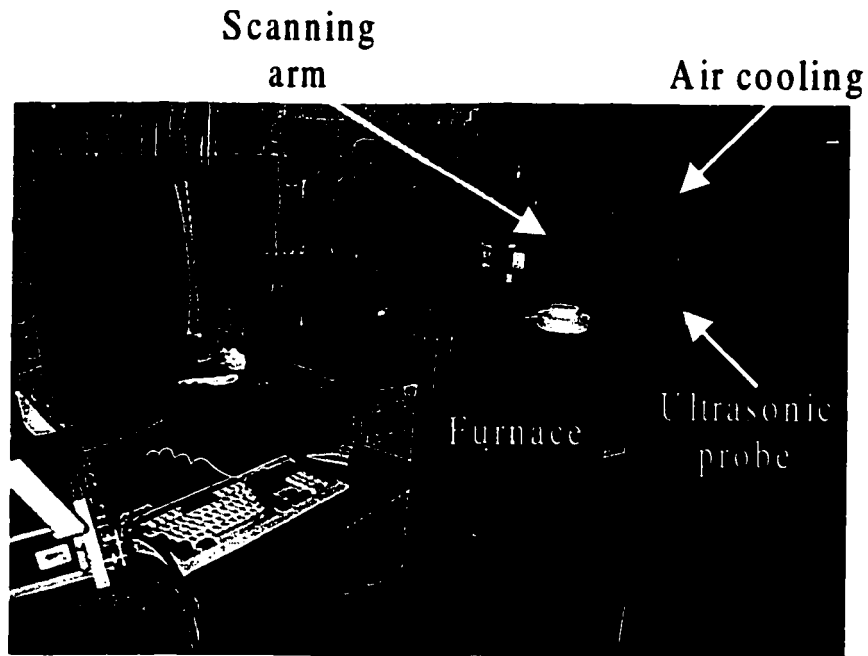 Scanning
arm
Air cooling
Furnace
Ultrasonic
probe